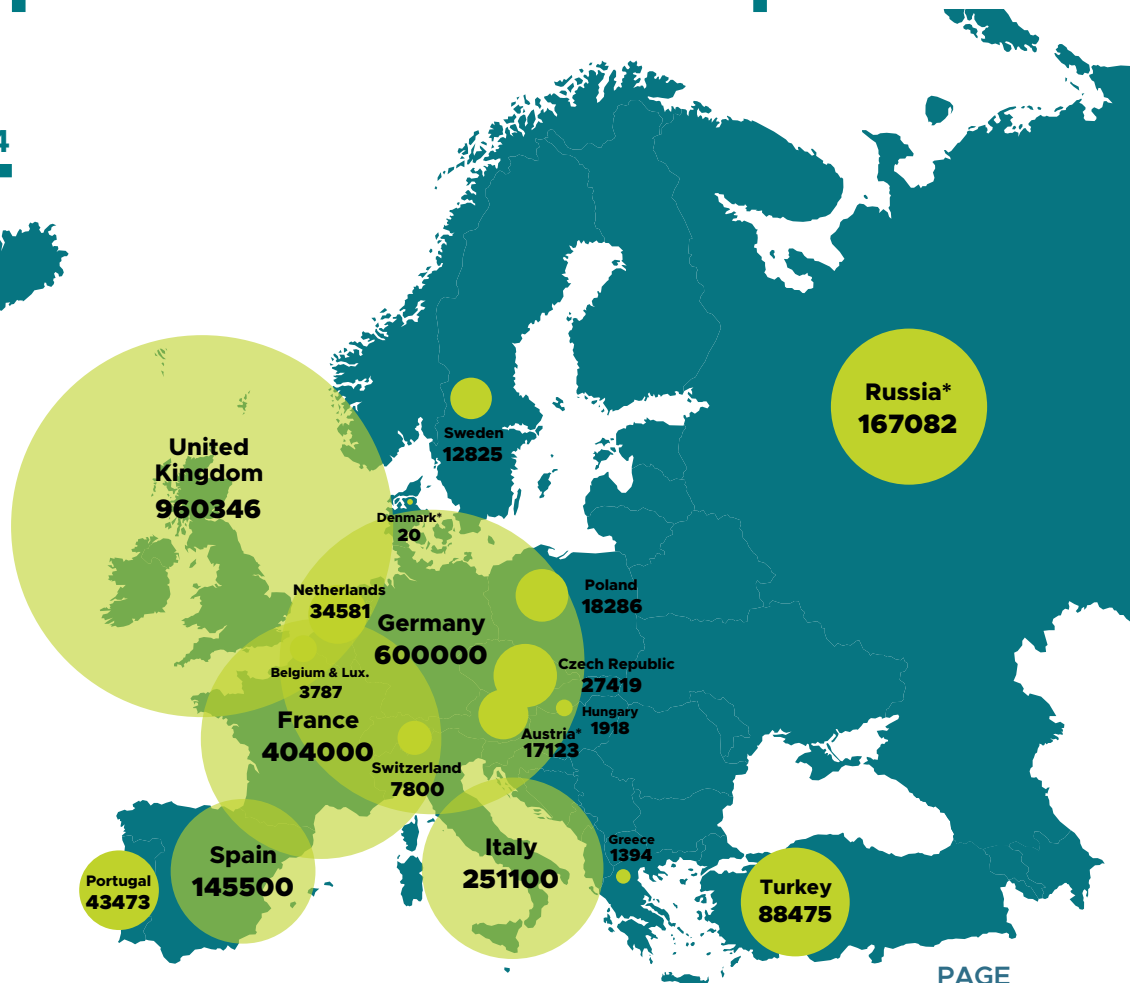 4
Russia*
167082
United
Kingdom
960346
Sweden
12825
Denmark*
20
Netherlands
34581
Poland
18286
Germany
600000
Czech Republic
27419
Belgium & Lux.
3787
Hungary
1918
France
404000
Austria*
17123
Switzerland
7800
Greece
1394
Italy
251100
Spain
145500
Portugal
43473
Turkey
88475
PAGE